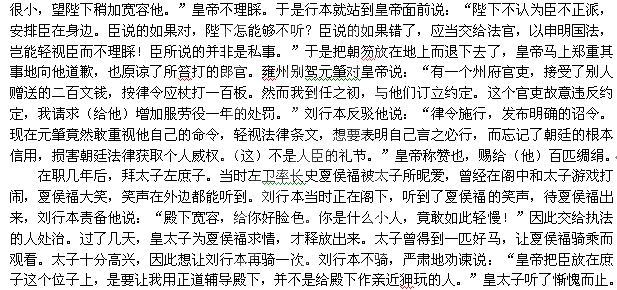 很小，望陛下稍加宽容他。”皇帝不理睬。于是行本就站到皇帝面前说：“陛下不认为臣不正派，
安排臣在身边。臣说的如果对，陛下怎能够不听？臣说的如果错了，应当交给法官，以申明国法，
岂能轻视臣而不理睬！臣所说的并非是私事。”于是把朝笏放在地上而退下去了，皇帝马上郑重其
事地向他道歉，也原谅了所笞打的郎官。雍州别驾元肇对皇帝说：“有一个州府官吏，接受了别人
赠送的二百文钱，按律令应杖打一百板。然而我到任之初，与他们订立约定。这个官吏故意违反约
定，我请求（给他）增加服劳役一年的处罚。”刘行本反驳他说：“律令施行，发布明确的诏令。
现在元肇竟然敢重视他自己的命令，轻视法律条文，想要表明自己言之必行，而忘记了朝廷的根本
信用，损害朝廷法律获取个人威权。（这）不是人臣的礼节。”皇帝称赞也，赐给（他）百匹绸绢。
在职几年后，拜太子左庶子。当时左卫率长史夏侯福被太子所昵爱，曾经在阁中和太子游戏打
闹，夏侯福大笑，笑声在外边都能听到。刘行本当时正在阁下，听到了夏侯福的笑声，待夏侯福出
来，刘行本责备他说：“殿下宽容，给你好脸色。你是什么小人，竟敢如此轻慢！”因此交给执法
的人处治。过了几天，皇太子为夏侯福求情，才释放出来。太子曾得到一匹好马，让夏侯福骑乘而
观看。太子十分高兴，因此想让刘行本再骑一次。刘行本不骑，严肃地劝谏说：“皇帝把臣放在庶
子这个位子上，是要让我用正道辅导殿下，并不是给殿下作亲近狎玩的人。”皇太子听了惭愧而止。